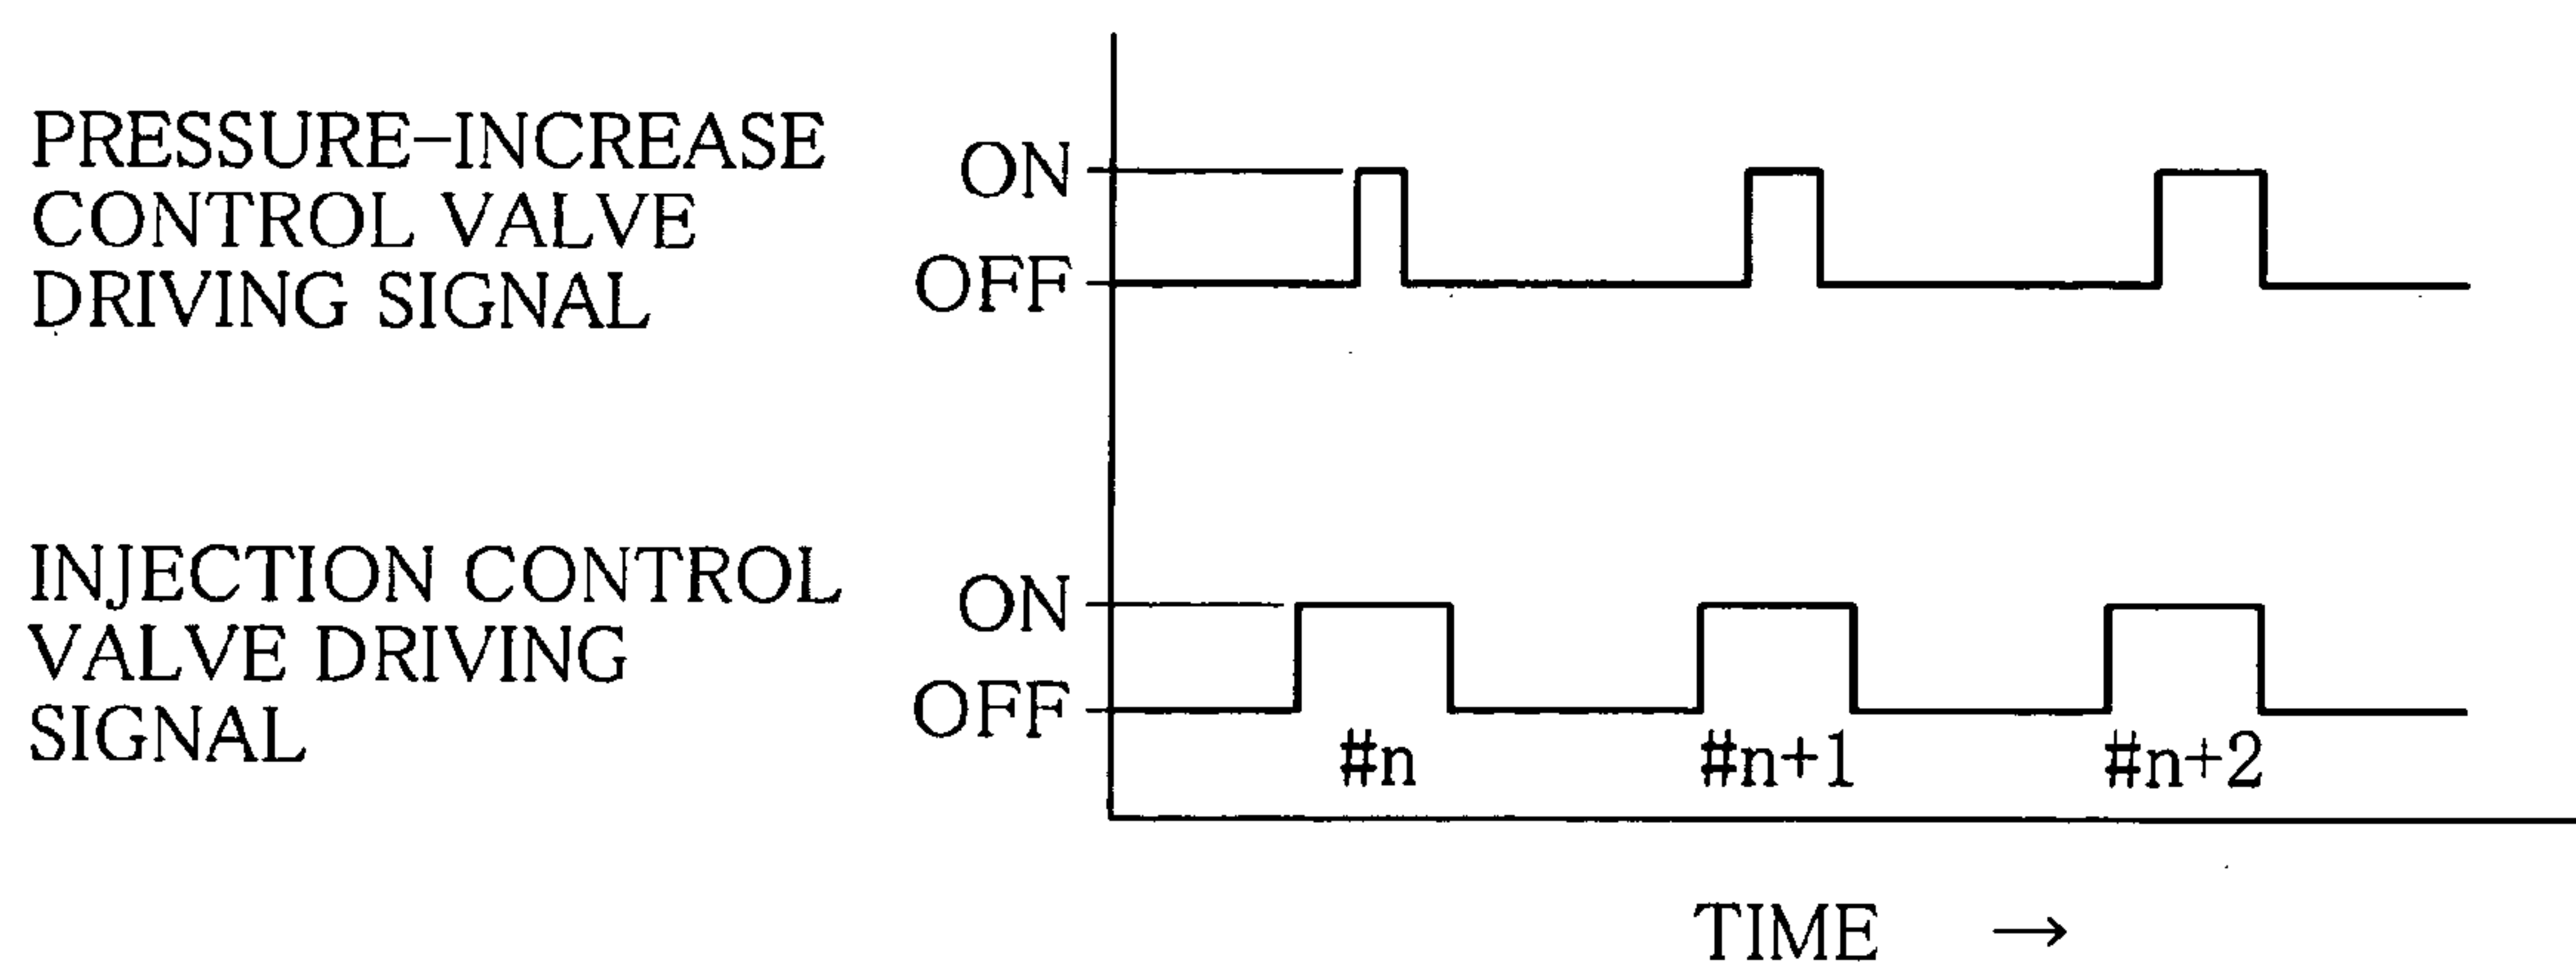 PRESSURE-INCREASE
CONTROL VALVE
DRIVING SIGNAL
ON
OFF
INJECTION CONTROL
VALVE DRIVING
SIGNAL
ON
OFF
#n
#n+1
#n+2
TIME →